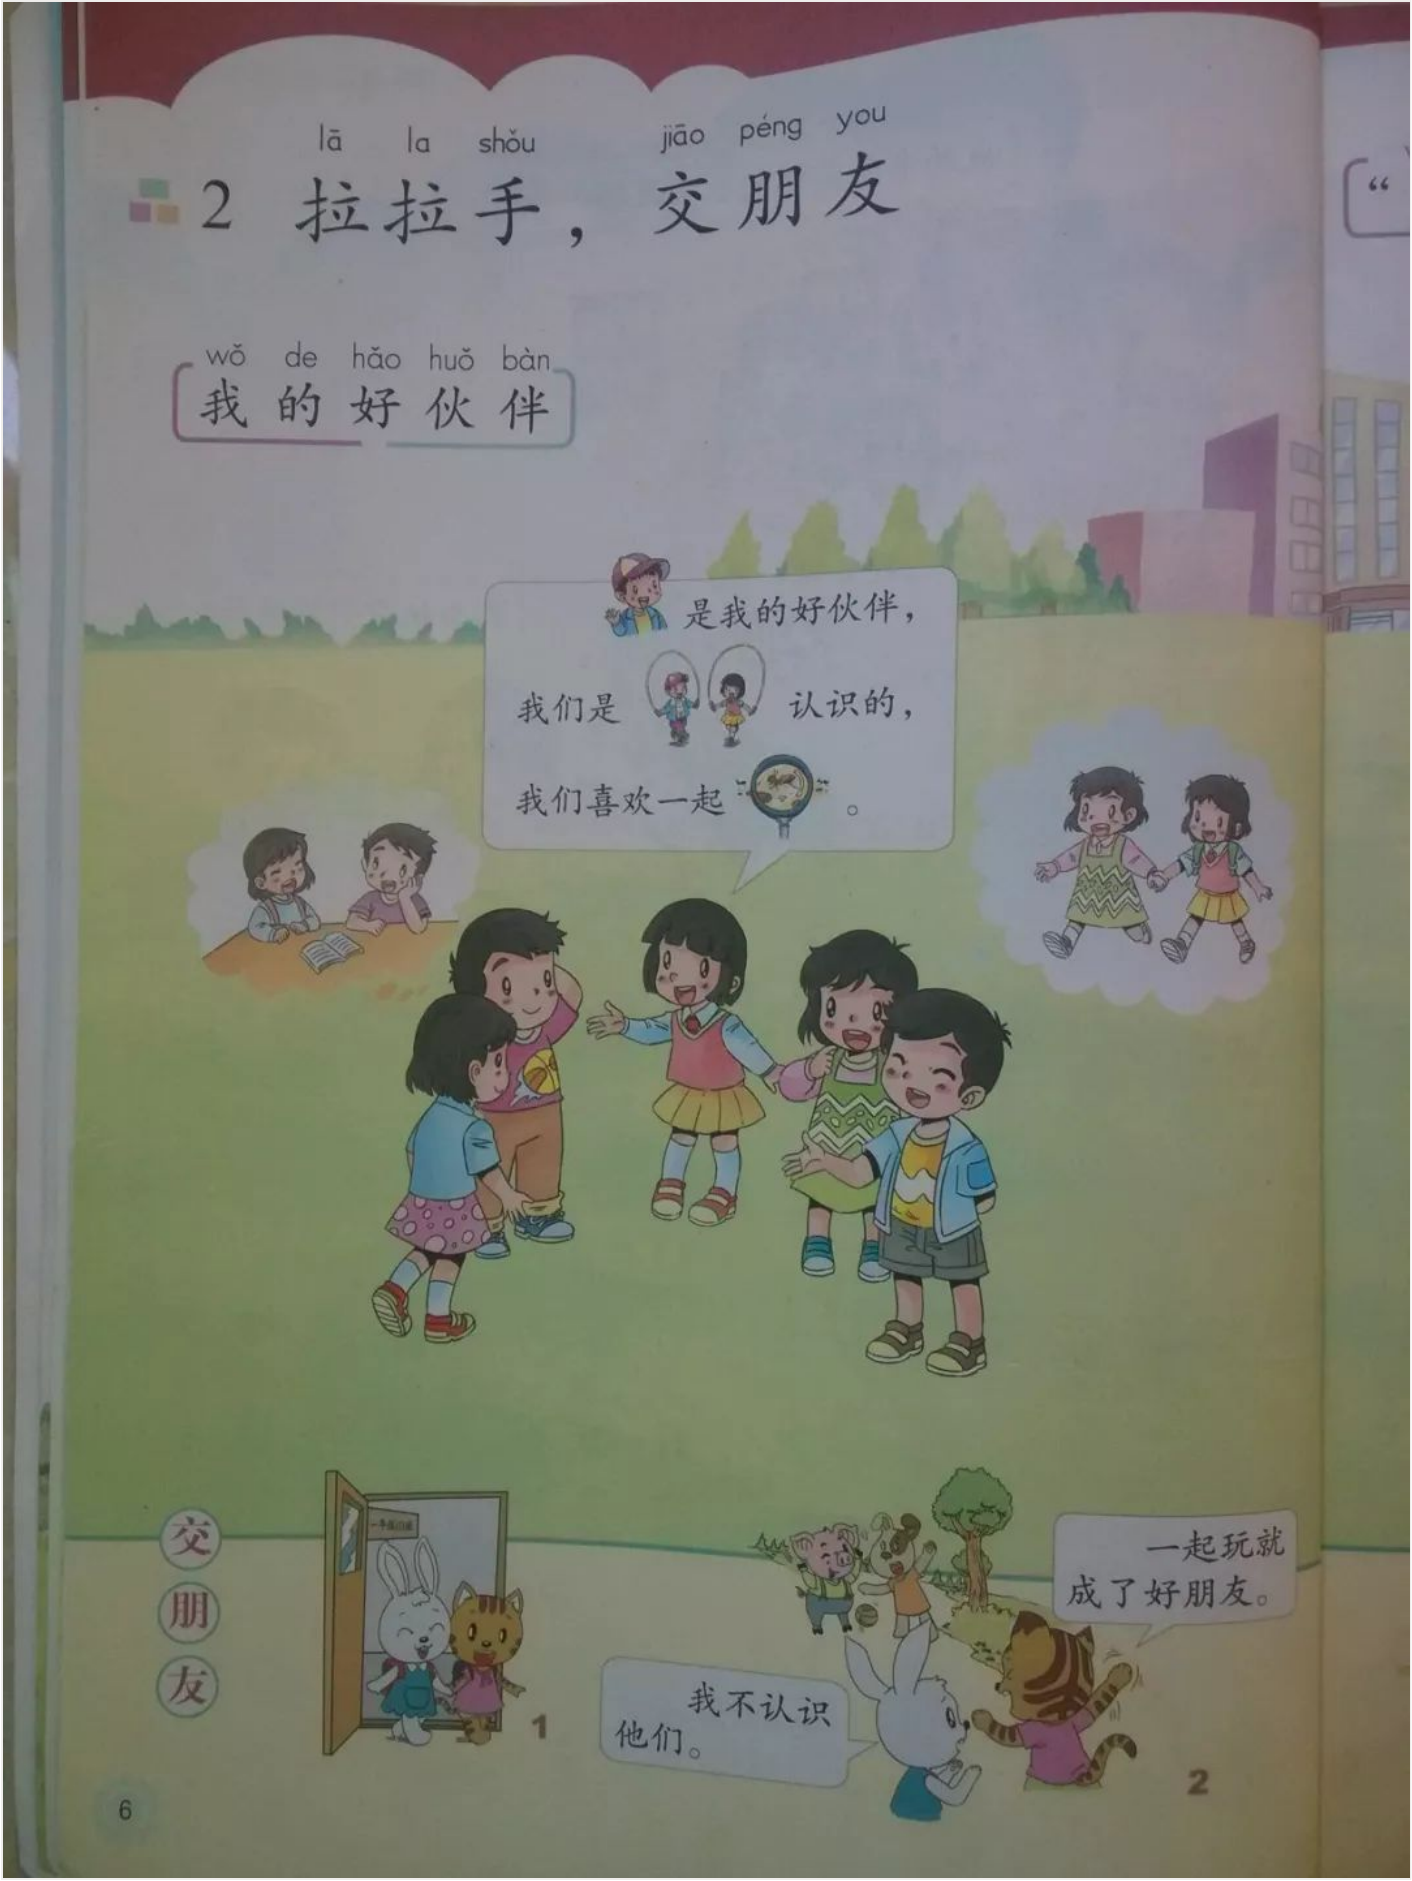 lā la shǒu jiāo péng you
2 拉拉手，交朋友
“
wǒ de hǎo huǒ bàn
我的好伙伴
是我的好伙伴，
我们是 认识的，
我们喜欢一起 。
交
朋
友
1
一起玩就
成了好朋友。
我不认识
他们。
2
6